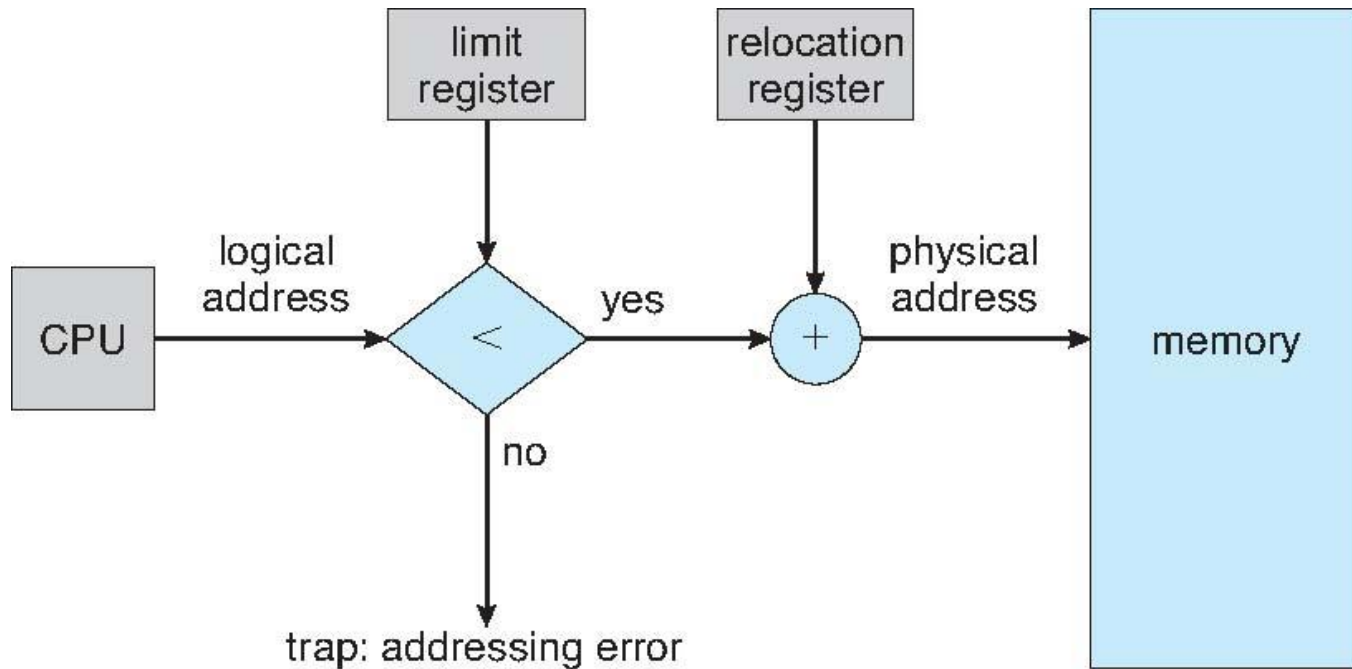 limit
register
relocation
register
logical
address
physical
address
CPU
<
yes
+
memory
no
trap: addressing error